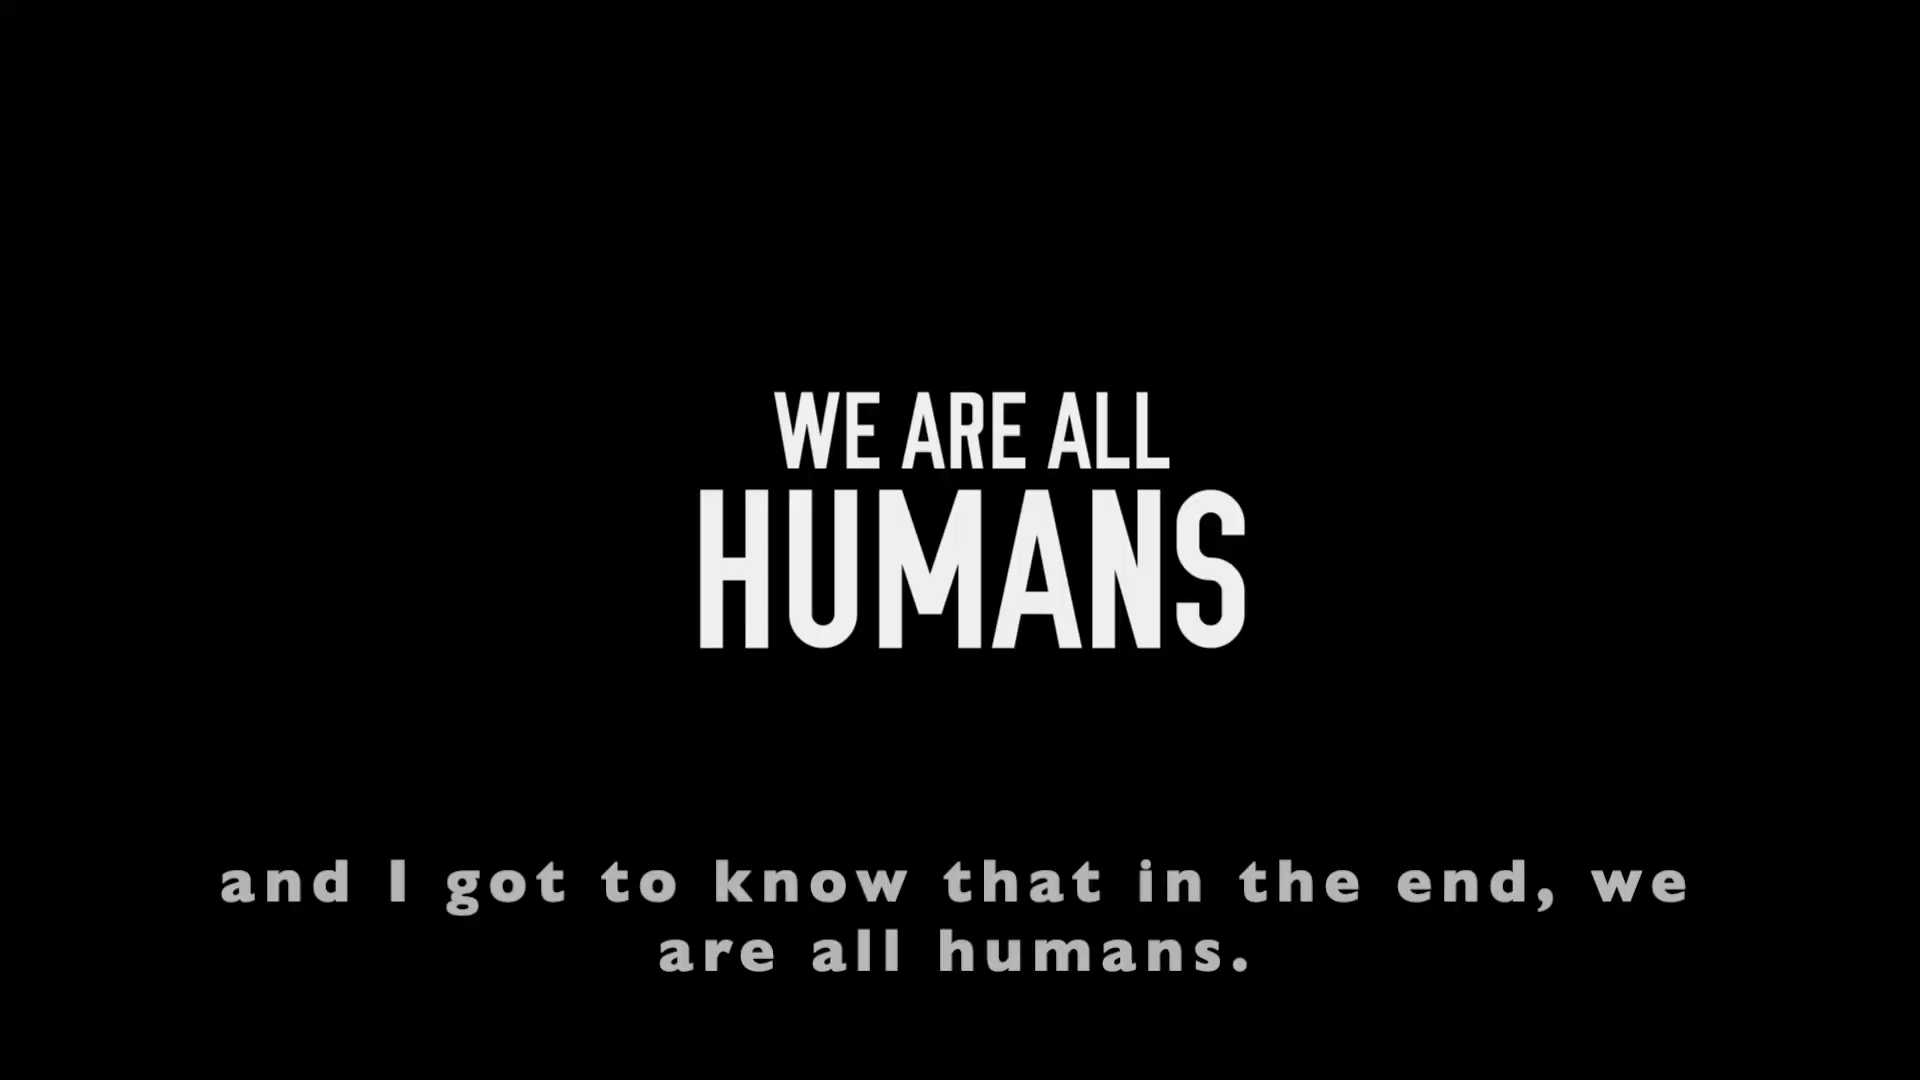 WE ARE ALL
HUMANS
and I got to know that in the end, we
are all humans.